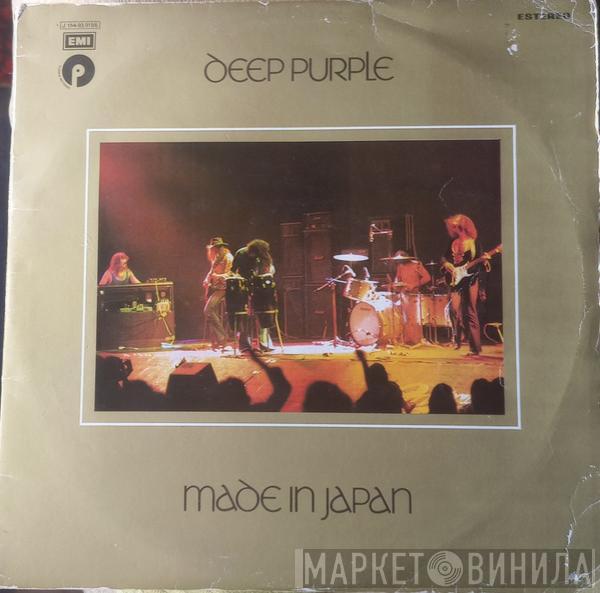 EMI
ESTEREO
DEEP PURPLE
MADE IN JAPAN
МАРКЕТ ВИНИЛА